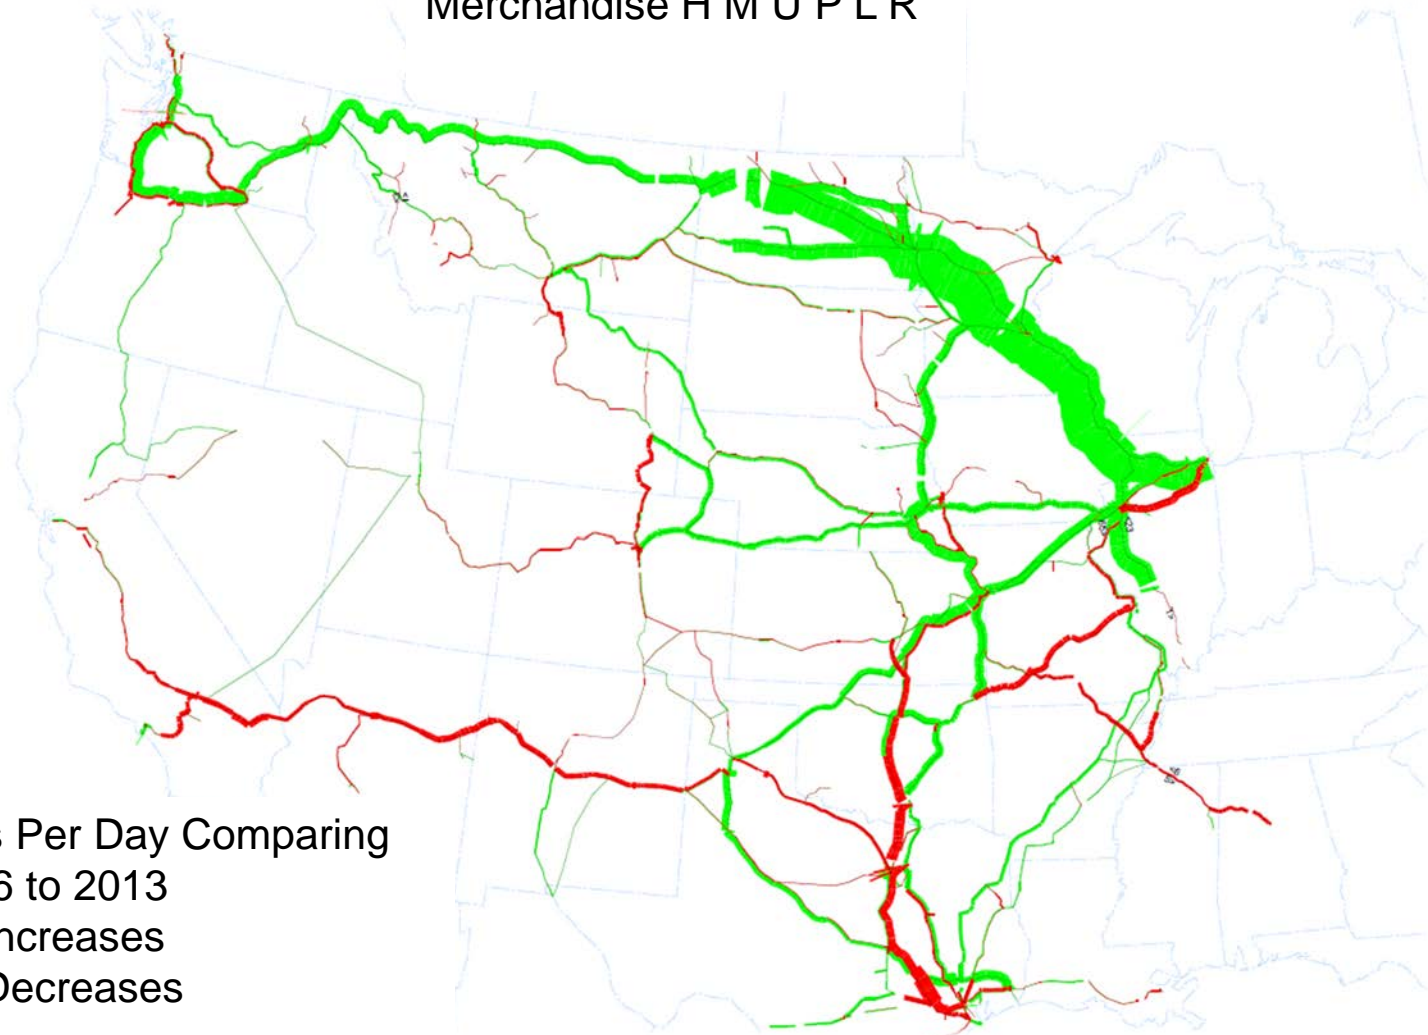 Merchandise H M U P L R
s Per Day Comparing
6 to 2013
ncreases
Decreases